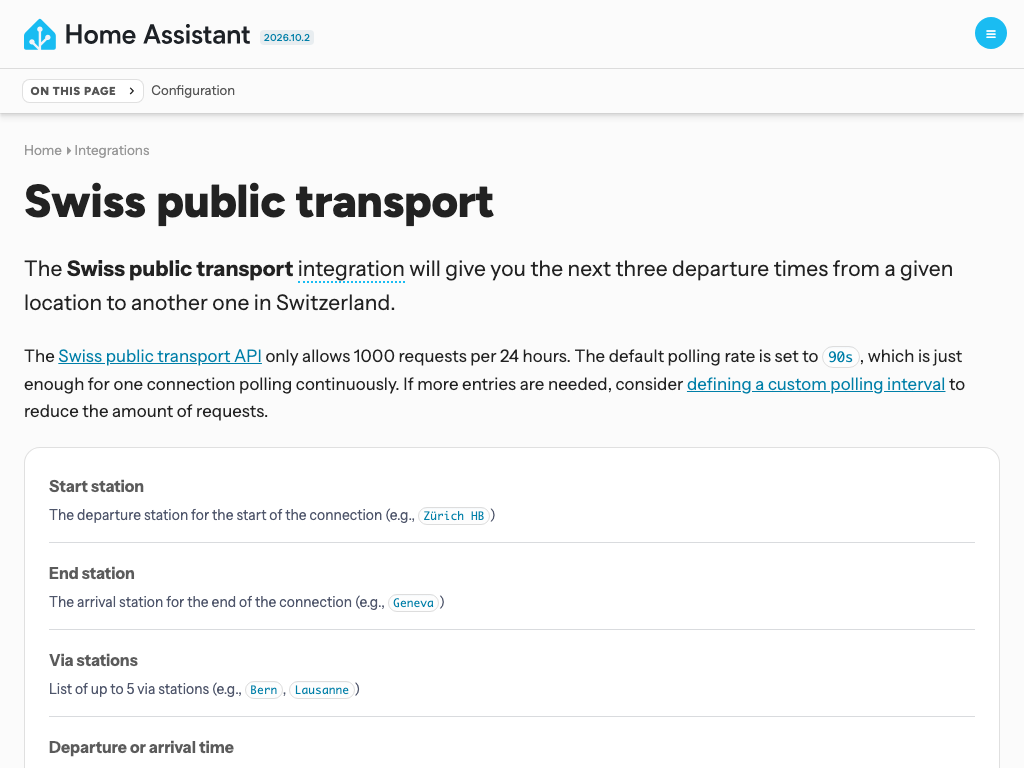 Home Assistant 2026.10.2
ON THIS PAGE Configuration
Home Integrations
Swiss public transport
The Swiss public transport integration will give you the next three departure times from a given
location to another one in Switzerland.
The Swiss public transport API only allows 1000 requests per 24 hours. The default polling rate is set to 90s, which is just
enough for one connection polling continuously. If more entries are needed, consider defining a custom polling interval to
reduce the amount of requests.
Start station
The departure station for the start of the connection (e.g., Zürich HB)
End station
The arrival station for the end of the connection (e.g., Geneva)
Via stations
List of up to 5 via stations (e.g., Bern, Lausanne)
Departure or arrival time